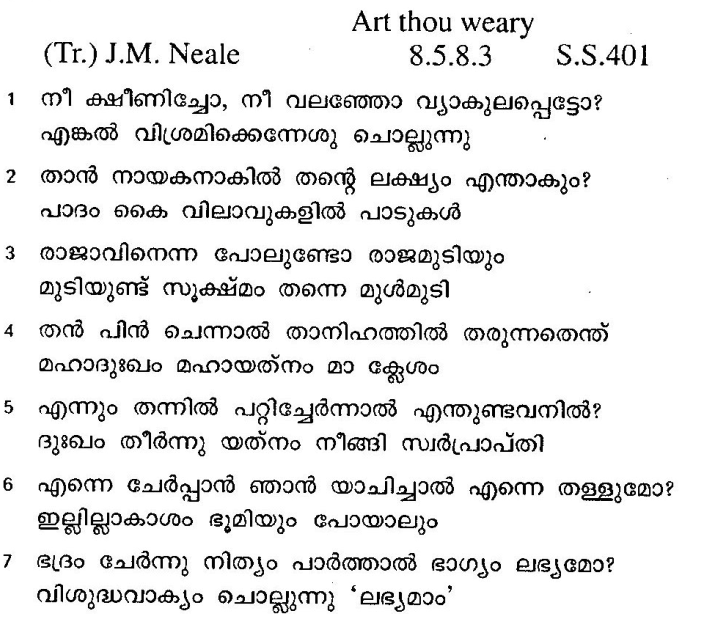 Art thou weary
(Tr.) J.M. Neale 8.5.8.3 S.S.401
1 നീ ക്ഷീണിച്ചോ, നീ വലഞ്ഞോ വ്യാകുലപ്പെട്ടോ?
എങ്കൽ വിശ്രമിക്കെന്നേശു ചൊല്ലുന്നു
2 താൻ നായകനാകിൽ തന്റെ ലക്ഷ്യം എന്താകും?
പാദം കൈ വിലാവുകളിൽ പാടുകൾ
3 രാജാവിനെന്ന പോലുണ്ടോ രാജമുടിയും
മുടിയുണ്ട് സൂക്ഷ്മം തന്നെ മുൾമുടി
4 തൻ പിൻ ചെന്നാൽ താനിഹത്തിൽ തരുന്നതെന്ത്
മഹാദുഃഖം മഹായത്നം മാ ക്ലേശം
5 എന്നും തന്നിൽ പറ്റിച്ചേർന്നാൽ എന്തുണ്ടവനിൽ?
ദുഃഖം തീർന്നു യത്നം നീങ്ങി സ്വർപ്രാപ്തി
6 എന്നെ ചേർപ്പാൻ ഞാൻ യാചിച്ചാൽ എന്നെ തള്ളുമോ?
ഇല്ലില്ലാകാശം ഭൂമിയും പോയാലും
7 ഭദ്രം ചേർന്നു നിത്യം പാർത്താൽ ഭാഗ്യം ലഭ്യമോ?
വിശുദ്ധവാക്യം ചൊല്ലുന്നു 'ലഭ്യമാം'